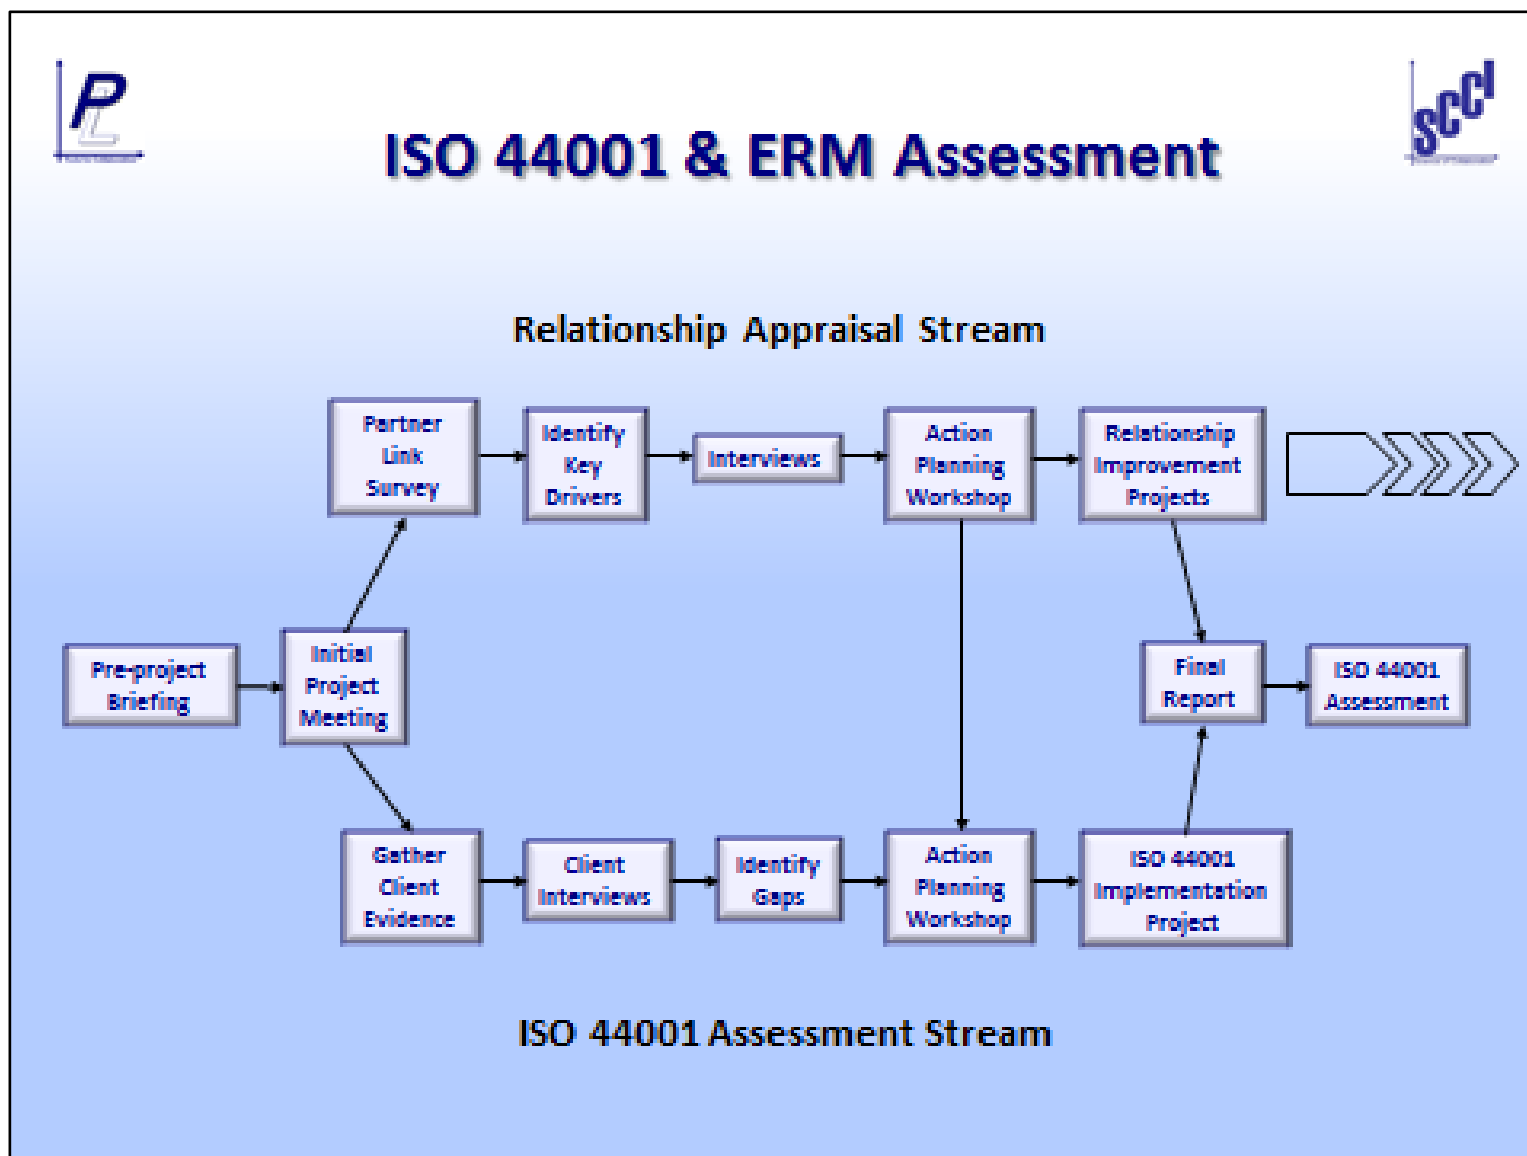 PL
SCCI
ISO 44001 & ERM Assessment
Relationship Appraisal Stream
Partner
Link
Survey
Identify
Key
Drivers
Interviews
Action
Planning
Workshop
Relationship
Improvement
Projects
Pre-project
Briefing
Initial
Project
Meeting
Final
Report
ISO 44001
Assessment
Gather
Client
Evidence
Client
Interviews
Identify
Gaps
Action
Planning
Workshop
ISO 44001
Implementation
Project
ISO 44001 Assessment Stream